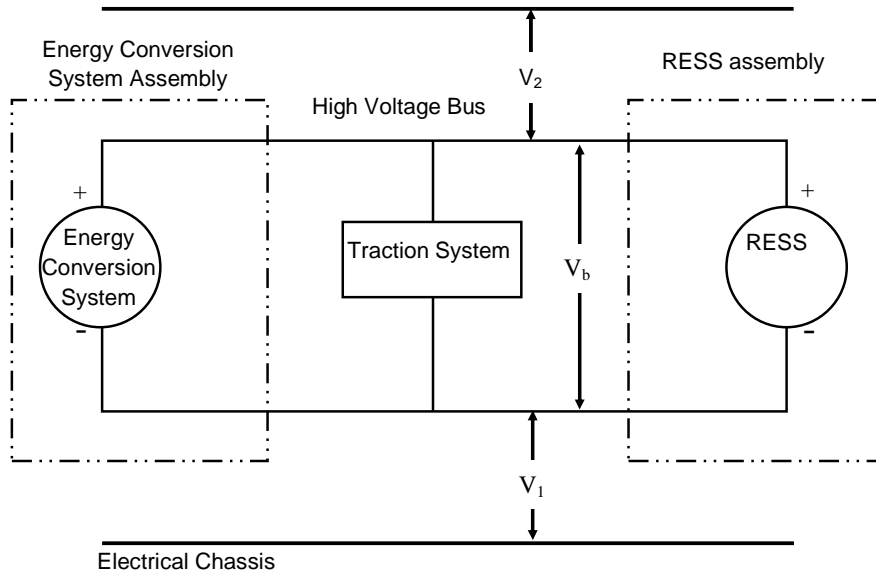 Energy Conversion
System Assembly
V2
RESS assembly
High Voltage Bus
+
+
Energy
Conversion
System
Traction System
Vb
RESS
-
-
V1
Electrical Chassis